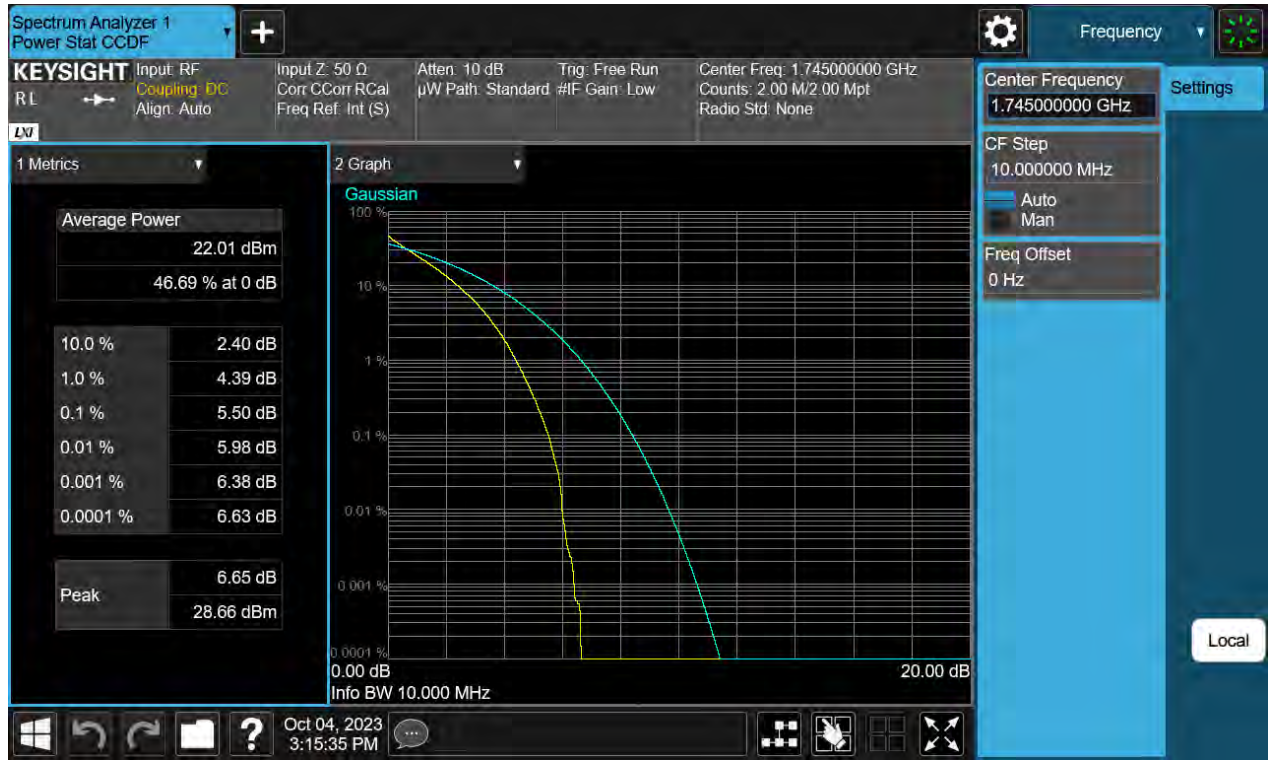 Spectrum Analyzer 1
Power Stat CCDF
Frequency
KEYSIGHT
RL
LXI
Input: RF
Coupling: DC
Align: Auto
Input Z: 50 Ω
Corr CCorr RCal
Freq Ref: Int (S)
Atten: 10 dB
µW Path: Standard
Trig: Free Run
#IF Gain: Low
Center Freq: 1.745000000 GHz
Counts: 2.00 M/2.00 Mpt
Radio Std: None
Center Frequency
1.745000000 GHz
Settings
CF Step
10.000000 MHz
Auto
Man
Freq Offset
0 Hz
1 Metrics
Average Power
22.01 dBm
46.69 % at 0 dB
10.0 % 2.40 dB
1.0 % 4.39 dB
0.1 % 5.50 dB
0.01 % 5.98 dB
0.001 % 6.38 dB
0.0001 % 6.63 dB
Peak
6.65 dB
28.66 dBm
2 Graph
Gaussian
100 %
10 %
1 %
0.1 %
0.01 %
0.001 %
0.0001 %
0.00 dB 20.00 dB
Info BW 10.000 MHz
Local
?
Oct 04, 2023
3:15:35 PM